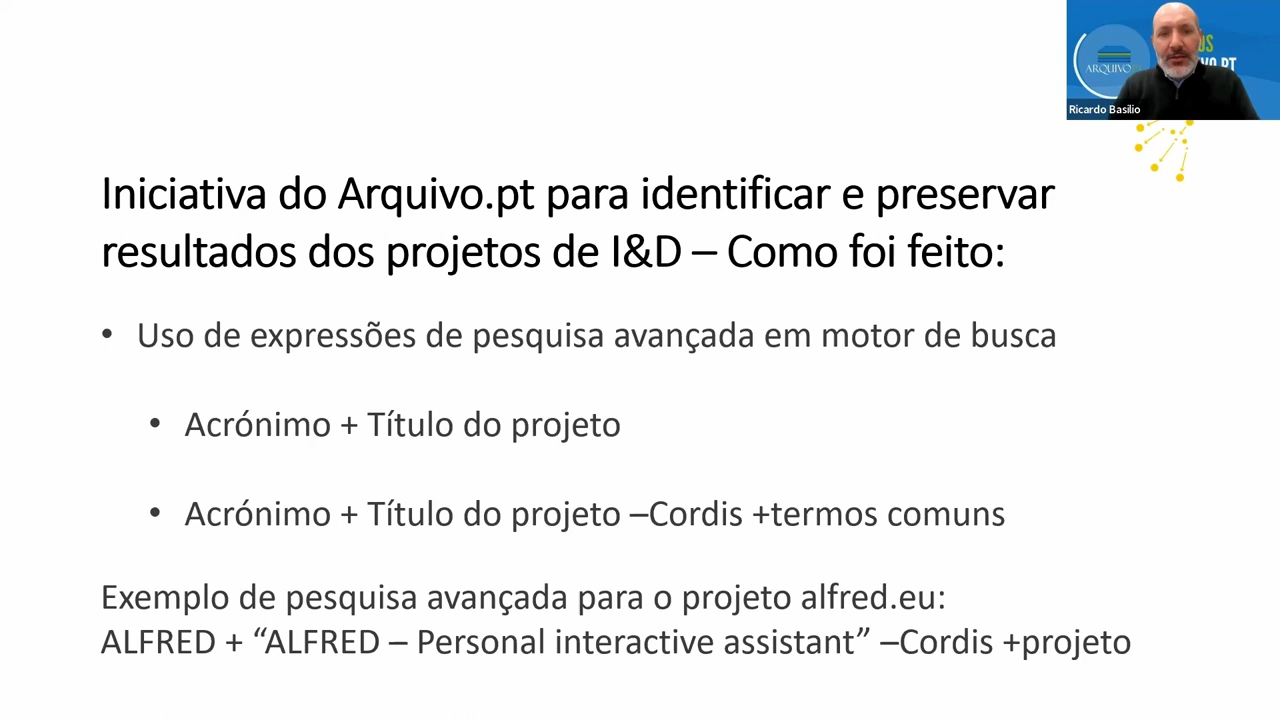 ARQUIVO
Ricardo Basílio
Iniciativa do Arquivo.pt para identificar e preservar
resultados dos projetos de I&D – Como foi feito:
• Uso de expressões de pesquisa avançada em motor de busca
• Acrónimo + Título do projeto
• Acrónimo + Título do projeto –Cordis +termos comuns
Exemplo de pesquisa avançada para o projeto alfred.eu:
ALFRED + “ALFRED – Personal interactive assistant” –Cordis +projeto